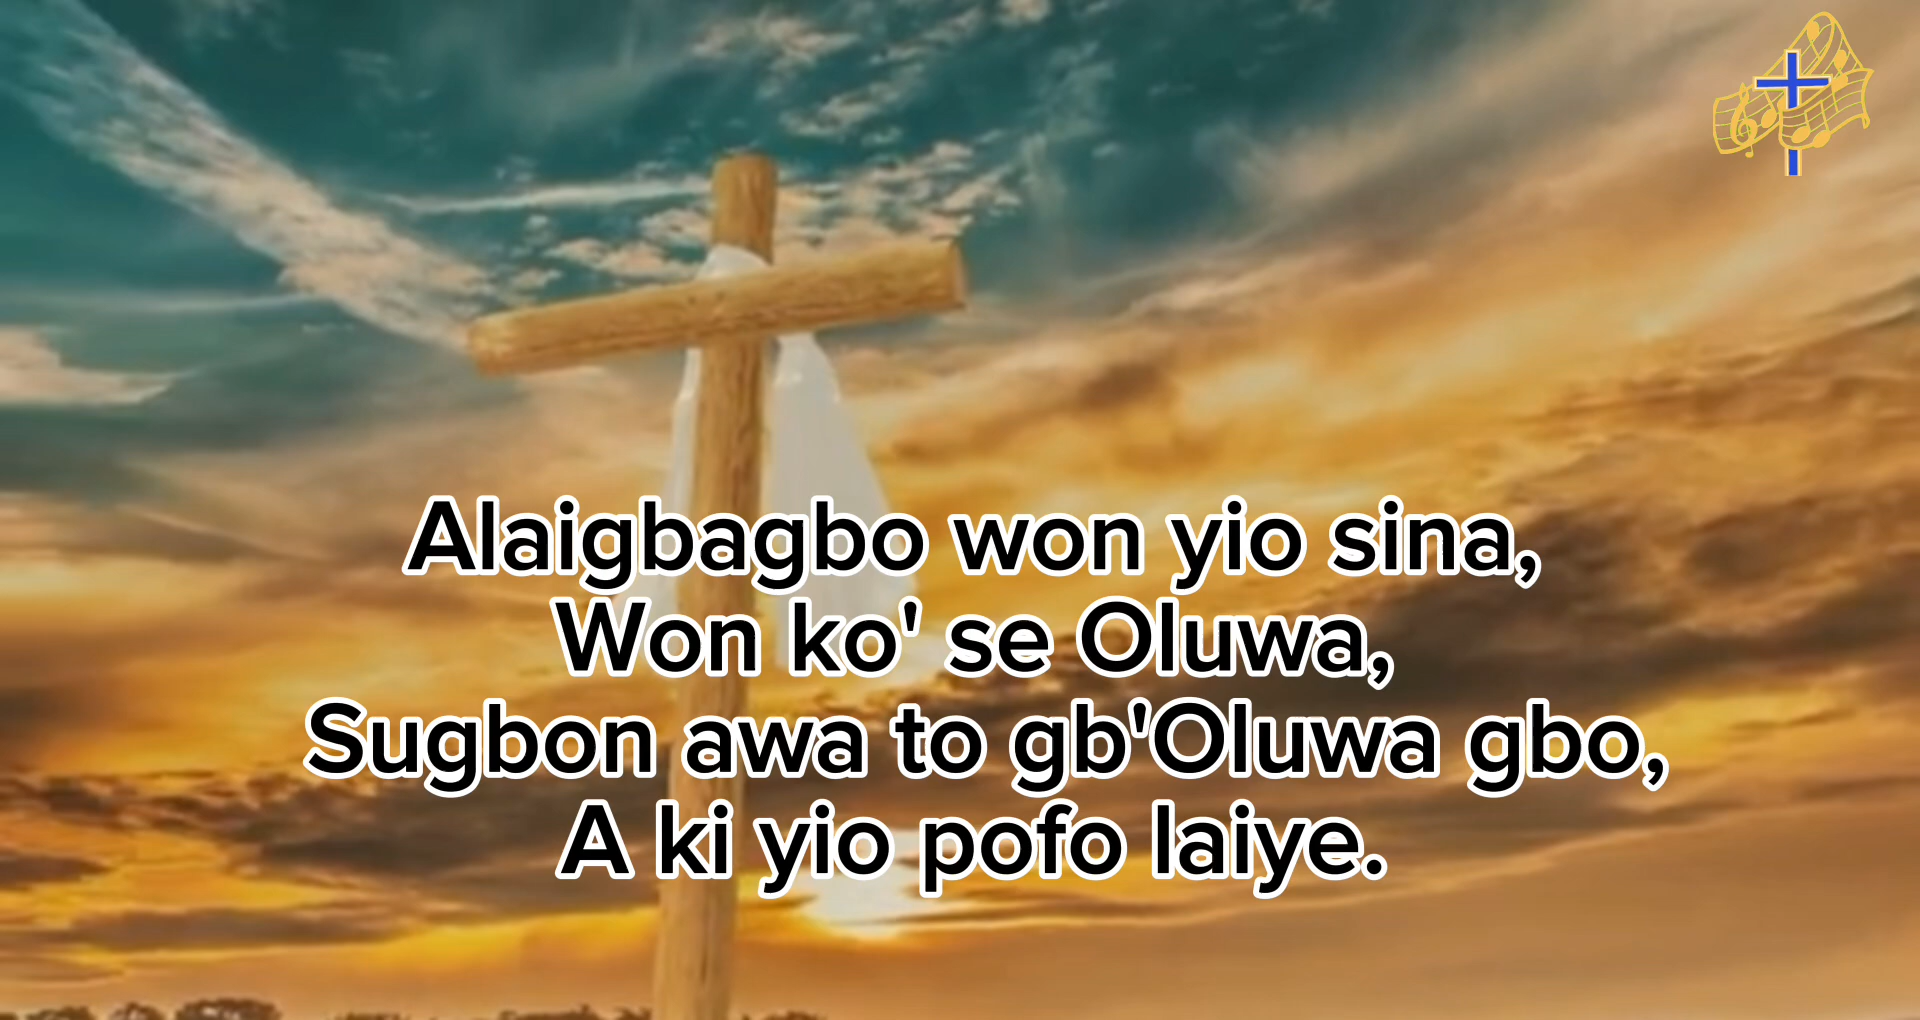 Alaigbagbo won yio sina,
Won ko' se Oluwa,
Sugbon awa to gb'Oluwa gbo,
A ki yio pofo laiye.